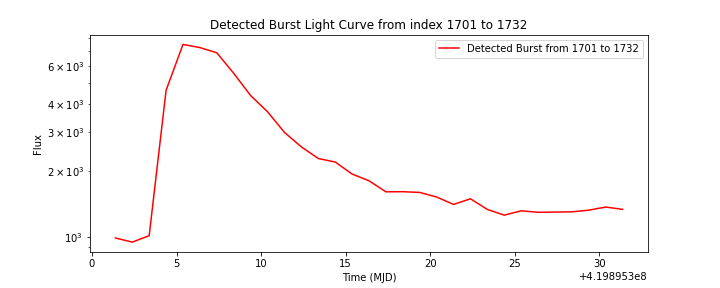 Detected Burst Light Curve from index 1701 to 1732
Detected Burst from 1701 to 1732
6 × 10³
4 × 10³
3 × 10³
2 × 10³
10³
Flux
0 5 10 15 20 25 30
Time (MJD)
+4.198953e8